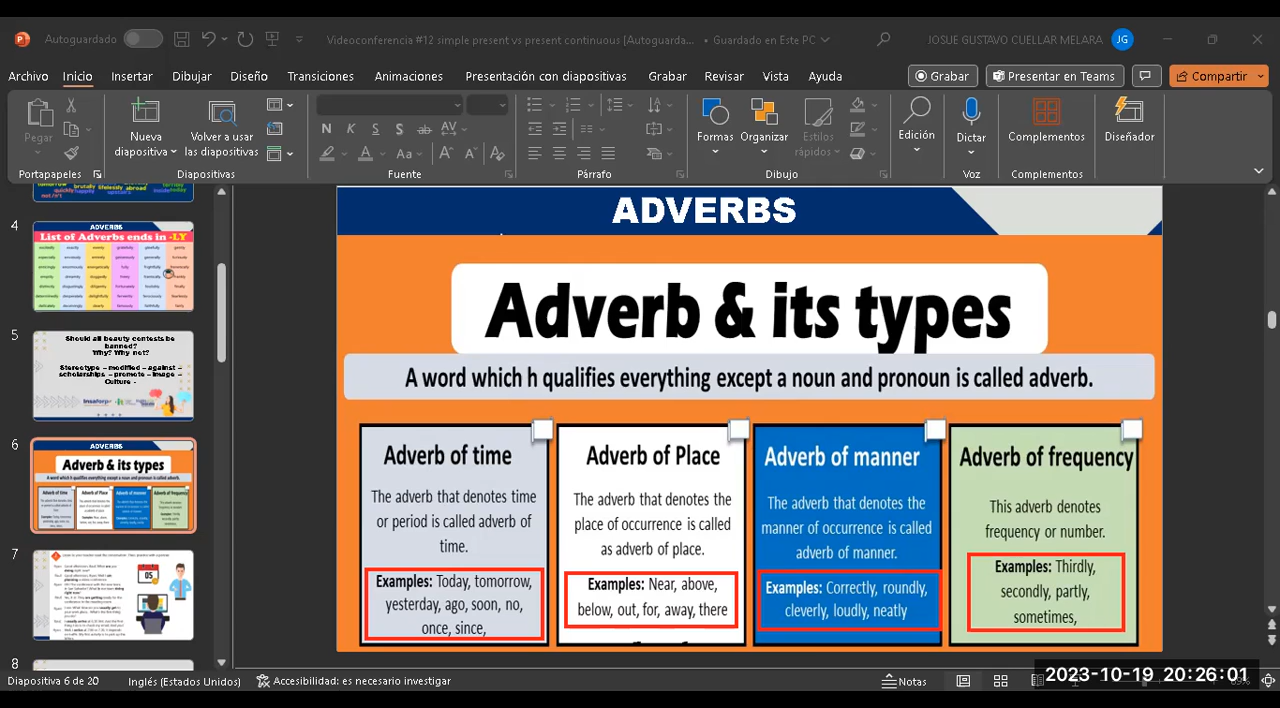 Autoguardado
Videoconferencia #12 simple present vs present continuous [Autoguarda... • Guardado en Este PC
JOSUE GUSTAVO CUELLAR MELARA JG
Archivo Inicio Insertar Dibujar Diseño Transiciones Animaciones Presentación con diapositivas Grabar Revisar Vista Ayuda
Grabar Presentar en Teams Compartir
Pegar Nueva diapositiva Volver a usar las diapositivas
Formas Organizar Estilos rápidos Edición Dictar Complementos Diseñador
Portapapeles Diapositivas Fuente Párrafo Dibujo Voz Complementos
4
ADVERBS
List of Adverbs ends in -LY
5
Should all beauty contests be
banned?
Why? Why not?
Stereotype – modified – against –
scholarships – promote – image –
Culture -
insaforp
6
ADVERBS
Adverb & its types
7
05
8
ADVERBS
Adverb & its types
A word which h qualifies everything except a noun and pronoun is called adverb.
Adverb of time
The adverb that denotes time
or period is called adverb of
time.
Examples: Today, tomorrow,
yesterday, ago, soon, no,
once, since,
Adverb of Place
The adverb that denotes the
place of occurrence is called
as adverb of place.
Examples: Near, above,
below, out, for, away, there
Adverb of manner
The adverb that denotes the
manner of occurrence is called
adverb of manner.
Examples: Correctly, roundly,
cleverly, loudly, neatly
Adverb of frequency
This adverb denotes
frequency or number.
Examples: Thirdly,
secondly, partly,
sometimes,
Diapositiva 6 de 20 Inglés (Estados Unidos) Accesibilidad: es necesario investigar
Notas
2023-10-19 20:26:01